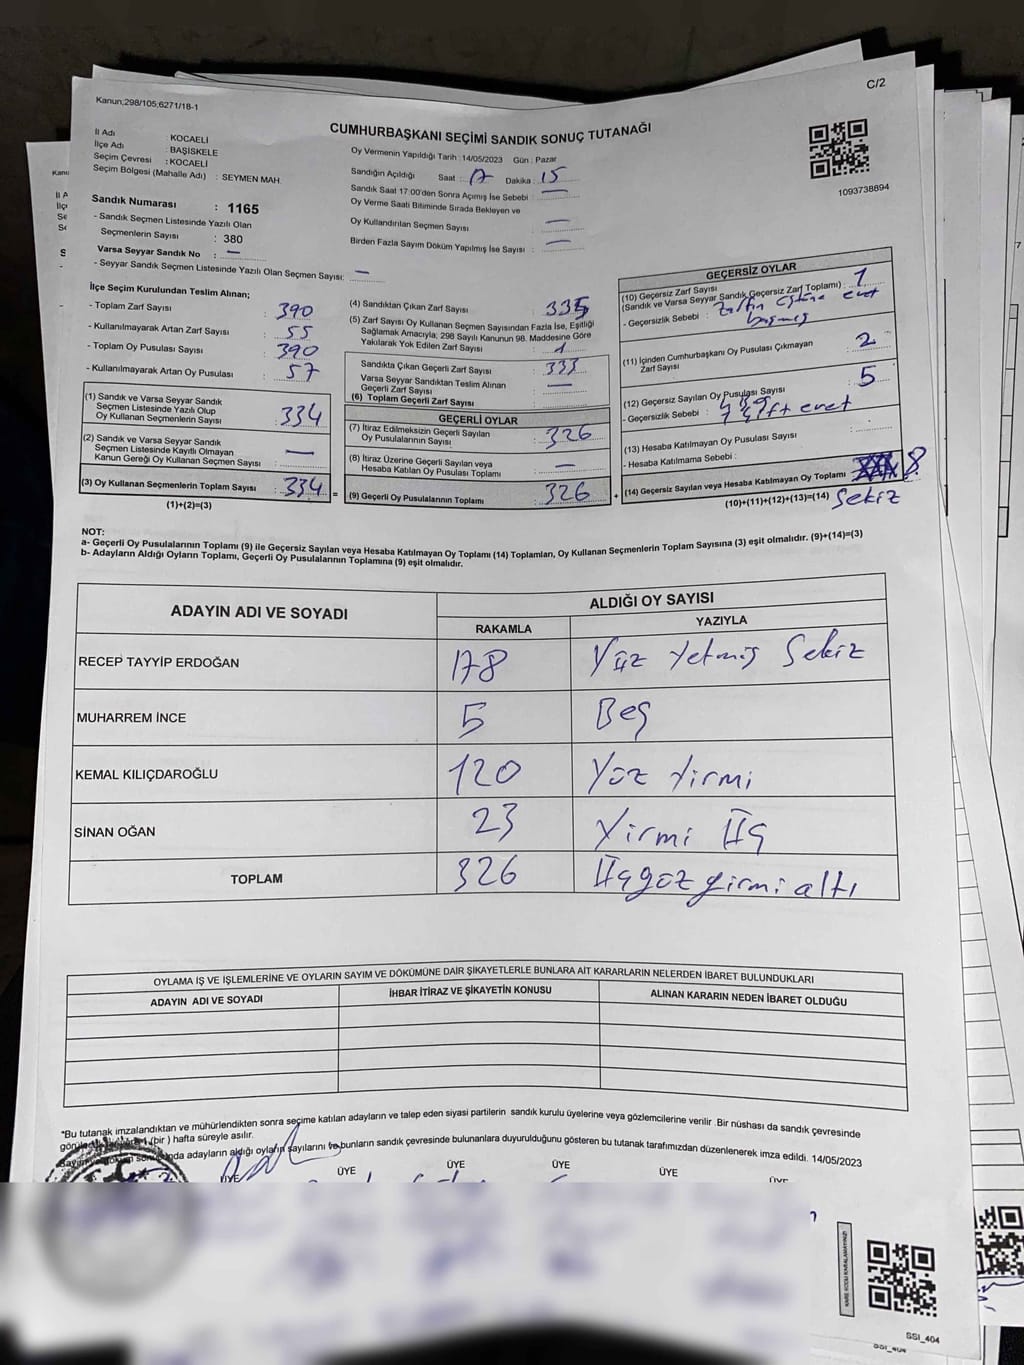 C/2
Kanun;298/105;6271/18-1
CUMHURBAŞKANI SEÇİMİ SANDIK SONUÇ TUTANAĞI
İl Adı : KOCAELİ
İlçe Adı : BAŞİSKELE
Seçim Çevresi : KOCAELİ
Seçim Bölgesi (Mahalle Adı) : SEYMEN MAH.
Sandık Numarası : 1165
- Sandık Seçmen Listesinde Yazılı Olan
Seçmenlerin Sayısı : 380
Varsa Seyyar Sandık No : —
- Seyyar Sandık Seçmen Listesinde Yazılı Olan Seçmen Sayısı: —
Oy Vermenin Yapıldığı Tarih : 14/05/2023 Gün : Pazar
Sandığın Açıldığı Saat : 17 Dakika : 15
Sandık Saat 17:00'den Sonra Açımış İse Sebebi : —
Oy Verme Saati Bitiminde Sırada Bekleyen ve
Oy Kullandırılan Seçmen Sayısı : —
Birden Fazla Sayım Döküm Yapılmış İse Sayısı : —
1093738694
İlçe Seçim Kurulundan Teslim Alınan;
- Toplam Zarf Sayısı : 390
- Kullanılmayarak Artan Zarf Sayısı : 55
- Toplam Oy Pusulası Sayısı : 390
- Kullanılmayarak Artan Oy Pusulası : 57
(1) Sandık ve Varsa Seyyar Sandık
Seçmen Listesinde Yazılı Olup
Oy Kullanan Seçmenlerin Sayısı : 334
(2) Sandık ve Varsa Seyyar Sandık
Seçmen Listesinde Kayıtlı Olmayan
Kanun Gereği Oy Kullanan Seçmen Sayısı : —
(3) Oy Kullanan Seçmenlerin Toplam Sayısı : 334 =
(1)+(2)=(3)
(4) Sandıktan Çıkan Zarf Sayısı : 335
(5) Zarf Sayısı Oy Kullanan Seçmen Sayısından Fazla İse, Eşitliği
Sağlamak Amacıyla; 298 Sayılı Kanunun 98. Maddesine Göre
Yakılarak Yok Edilen Zarf Sayısı : 1
Sandıkta Çıkan Geçerli Zarf Sayısı : 333
Varsa Seyyar Sandıktan Teslim Alınan
Geçerli Zarf Sayısı : —
(6) Toplam Geçerli Zarf Sayısı :
GEÇERLİ OYLAR
(7) İtiraz Edilmeksizin Geçerli Sayılan
Oy Pusulalarının Sayısı : 326
(8) İtiraz Üzerine Geçerli Sayılan veya
Hesaba Katılan Oy Pusulası Toplamı : —
(9) Geçerli Oy Pusulalarının Toplamı : 326 +
GEÇERSİZ OYLAR
(10) Geçersiz Zarf Sayısı
(Sandık ve Varsa Seyyar Sandık Geçersiz Zarf Toplamı) : 1
- Geçersizlik Sebebi : Zarfın üstüne evet
basmış
(11) İçinden Cumhurbaşkanı Oy Pusulası Çıkmayan
Zarf Sayısı : 2
(12) Geçersiz Sayılan Oy Pusulası Sayısı : 5
- Geçersizlik Sebebi : evet
(13) Hesaba Katılmayan Oy Pusulası Sayısı :
- Hesaba Katılmama Sebebi :
(14) Geçersiz Sayılan veya Hesaba Katılmayan Oy Toplamı : 8
(10)+(11)+(12)+(13)=(14) Sekiz
NOT:
a- Geçerli Oy Pusulalarının Toplamı (9) ile Geçersiz Sayılan veya Hesaba Katılmayan Oy Toplamı (14) Toplamları, Oy Kullanan Seçmenlerin Toplam Sayısına (3) eşit olmalıdır. (9)+(14)=(3)
b- Adayların Aldığı Oyların Toplamı, Geçerli Oy Pusulalarının Toplamına (9) eşit olmalıdır.
ADAYIN ADI VE SOYADI ALDIĞI OY SAYISI
RAKAMLA YAZIYLA
RECEP TAYYİP ERDOĞAN 178 Yüz Yetmiş Sekiz
MUHARREM İNCE 5 Beş
KEMAL KILIÇDAROĞLU 120 Yüz Yirmi
SİNAN OĞAN 23 Yirmi Üç
TOPLAM 326 Üçyüz yirmi altı
OYLAMA İŞ VE İŞLEMLERİNE VE OYLARIN SAYIM VE DÖKÜMÜNE DAİR ŞİKAYETLERLE BUNLARA AİT KARARLARIN NELERDEN İBARET BULUNDUKLARI
ADAYIN ADI VE SOYADI İHBAR İTİRAZ VE ŞİKAYETİN KONUSU ALINAN KARARIN NEDEN İBARET OLDUĞU
*Bu tutanak imzalandıktan ve mühürlendikten sonra seçime katılan adayların ve talep eden siyasi partilerin sandık kurulu üyelerine veya gözlemcilerine verilir. Bir nüshası da sandık çevresinde
(bir ) hafta süreyle asılır.
adayların aldığı oyların sayılarını ve bunların sandık çevresinde bulunanlara duyurulduğunu gösteren bu tutanak tarafımızdan düzenlenerek imza edildi. 14/05/2023
ÜYE ÜYE ÜYE ÜYE ÜYE ÜYE
SSI_404
SSI_404